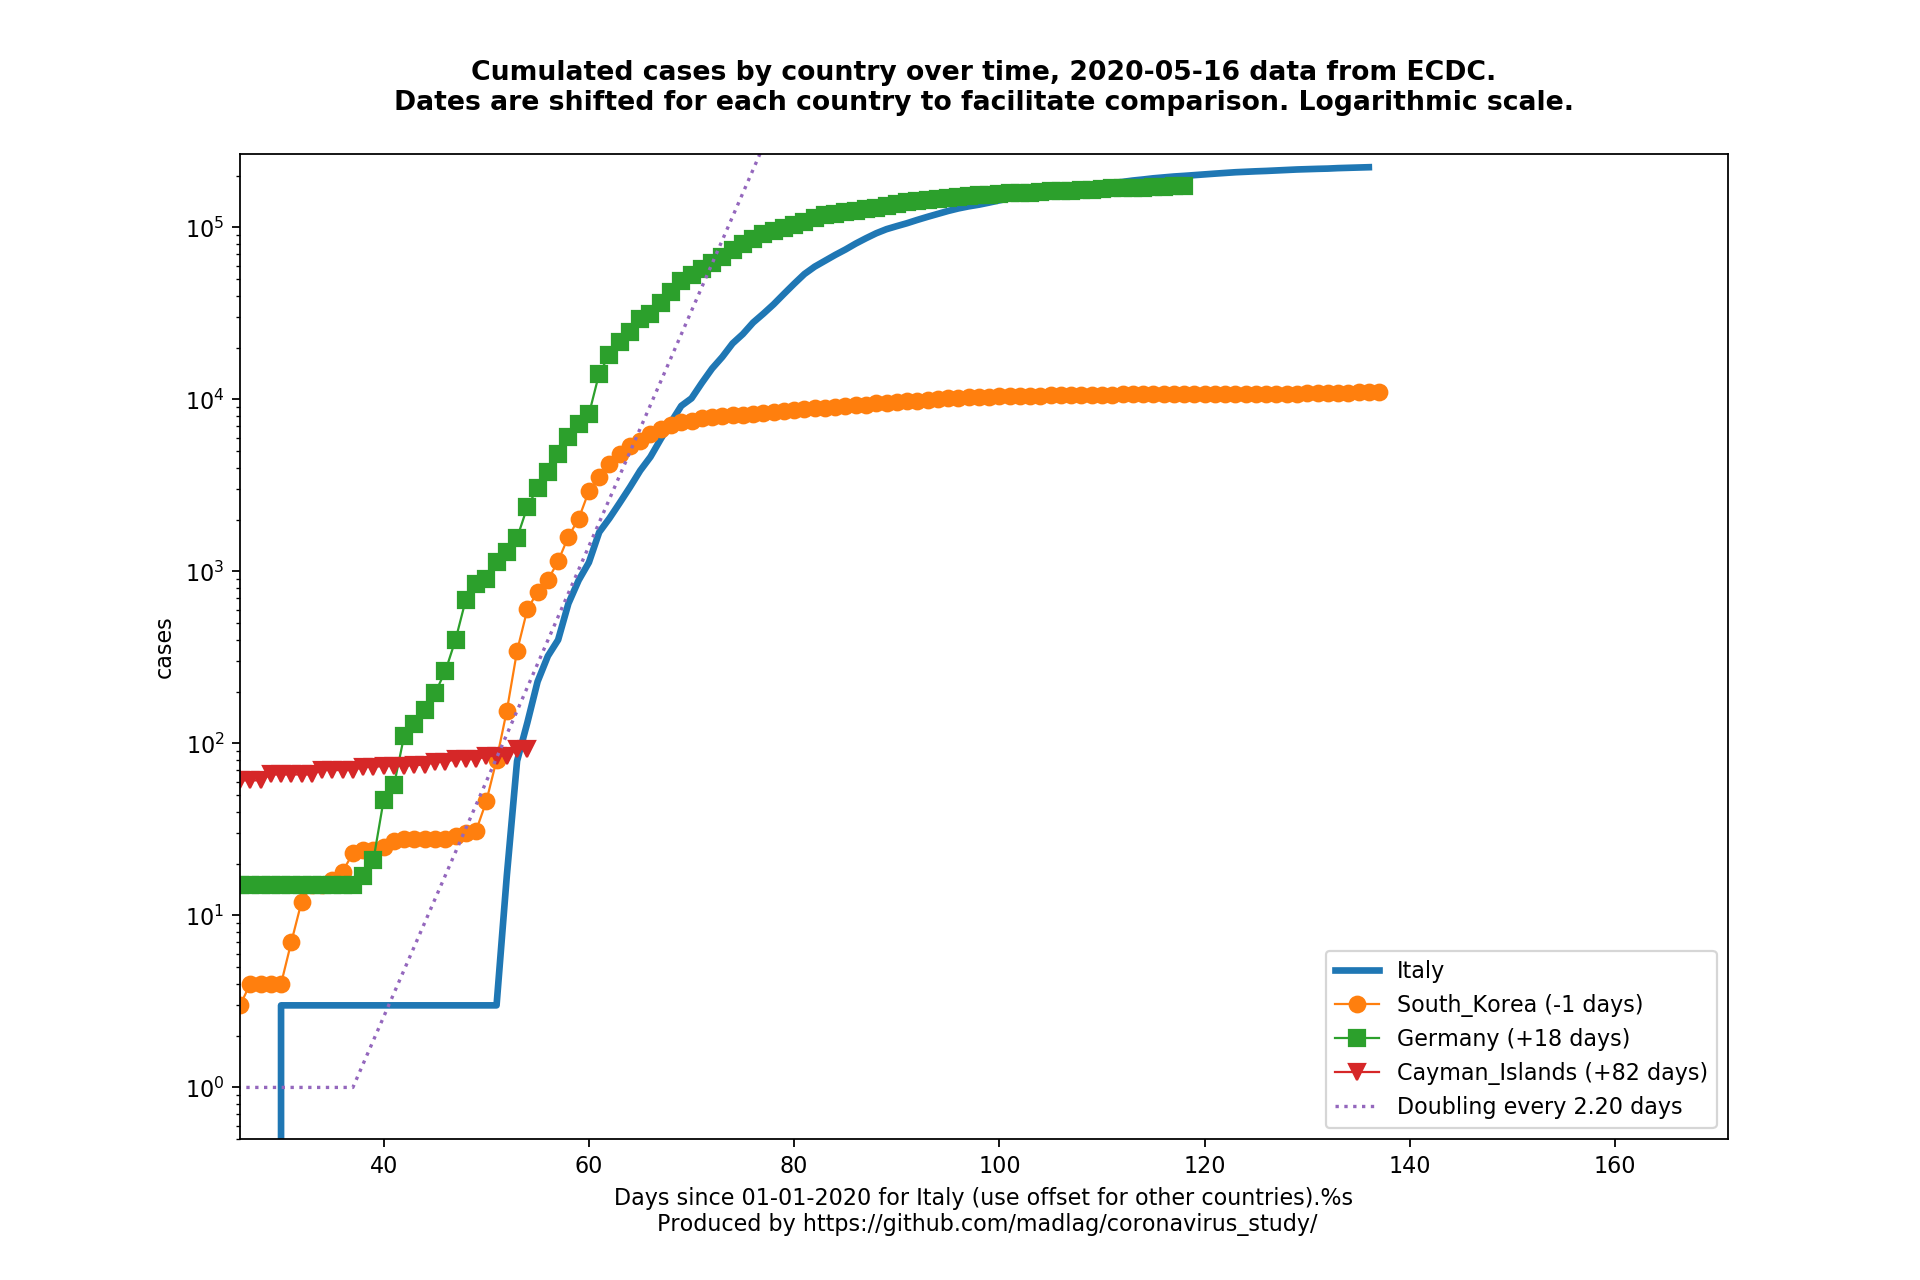 Cumulated cases by country over time, 2020-05-16 data from ECDC.
Dates are shifted for each country to facilitate comparison. Logarithmic scale.
cases
10^5
10^4
10^3
10^2
10^1
10^0
40 60 80 100 120 140 160
Italy
South_Korea (-1 days)
Germany (+18 days)
Cayman_Islands (+82 days)
Doubling every 2.20 days
Days since 01-01-2020 for Italy (use offset for other countries).%s
Produced by https://github.com/madlag/coronavirus_study/